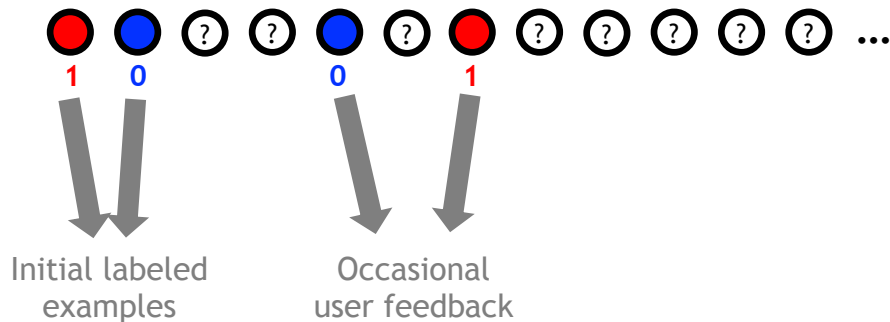 ? ? ? ? ? ? ? ? ...
1 0 0 1
Initial labeled Occasional
examples user feedback